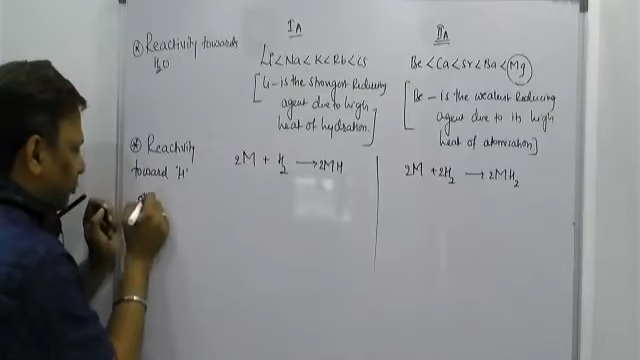 IA
IIA
⊛ Reactivity towards
H₂O
Li < Na < K < Rb < Cs
Be < Ca < Sr < Ba < Mg
[Li - is the strongest Reducing
agent due to high
heat of hydration.]
[Be - is the weakest Reducing
agent due to its high
heat of atomisation]
⊛ Reactivity
toward 'H'
2M + H₂ ⟶ 2MH
2M + 2H₂ ⟶ 2MH₂